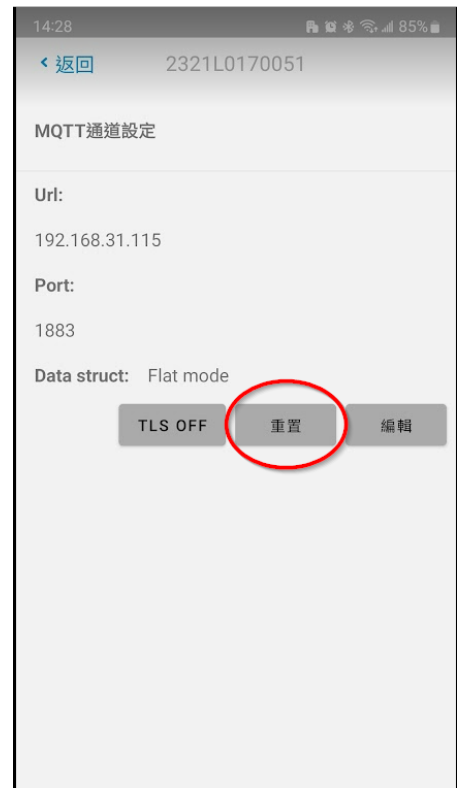 14:28 85%
返回 2321L0170051
MQTT通道設定
Url:
192.168.31.115
Port:
1883
Data struct: Flat mode
TLS OFF 重置 編輯